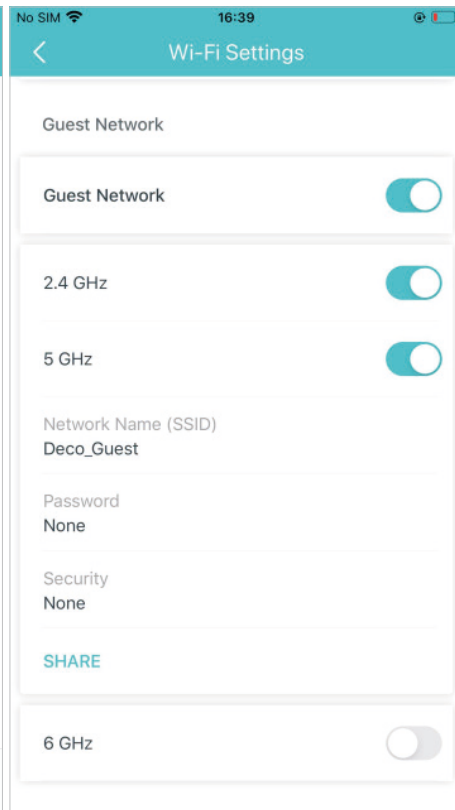 No SIM 16:39
Wi-Fi Settings
Guest Network
Guest Network
2.4 GHz
5 GHz
Network Name (SSID)
Deco_Guest
Password
None
Security
None
SHARE
6 GHz